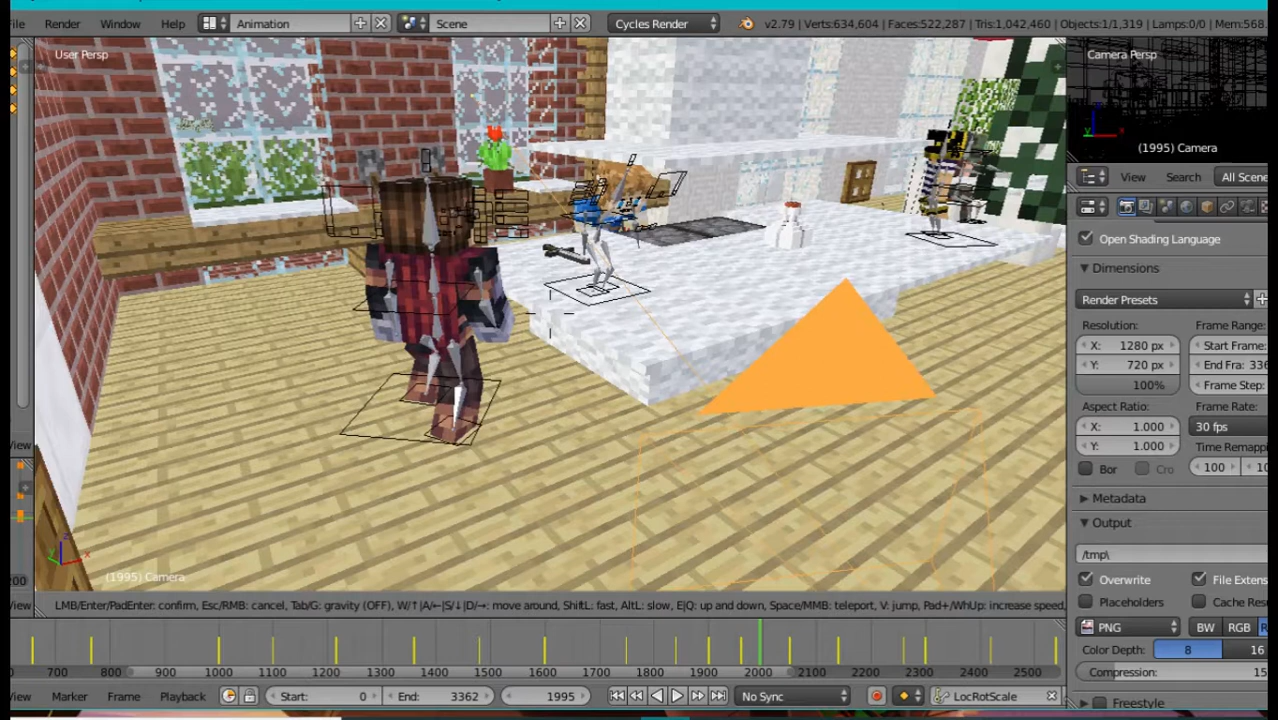 File Render Window Help Animation Scene Cycles Render v2.79 | Verts:634,604 | Faces:522,287 | Tris:1,042,460 | Objects:1/1,319 | Lamps:0/0 | Mem:568.
User Persp
Camera Persp
(1995) Camera
View Search All Scene
Open Shading Language
Dimensions
Render Presets
Resolution: Frame Range:
X: 1280 px Start Frame:
Y: 720 px End Fra: 336
100% Frame Step:
Aspect Ratio: Frame Rate:
X: 1.000 30 fps
Y: 1.000 Time Remapping
Bor Cro 100 10
Metadata
Output
/tmp\
Overwrite File Extens
Placeholders Cache Res
PNG BW RGB R
Color Depth: 8 16
Compression: 15
Freestyle
View
200
(1995) Camera
View LMB/Enter/PadEnter: confirm, Esc/RMB: cancel, Tab/G: gravity (OFF), W/↑|A/←|S/↓|D/→: move around, ShiftL: fast, AltL: slow, E|Q: up and down, Space/MMB: teleport, V: jump, Pad+/WhUp: increase speed,
700 800 900 1000 1100 1200 1300 1400 1500 1600 1700 1800 1900 2000 2100 2200 2300 2400 2500
View Marker Frame Playback Start: 0 End: 3362 1995 No Sync LocRotScale